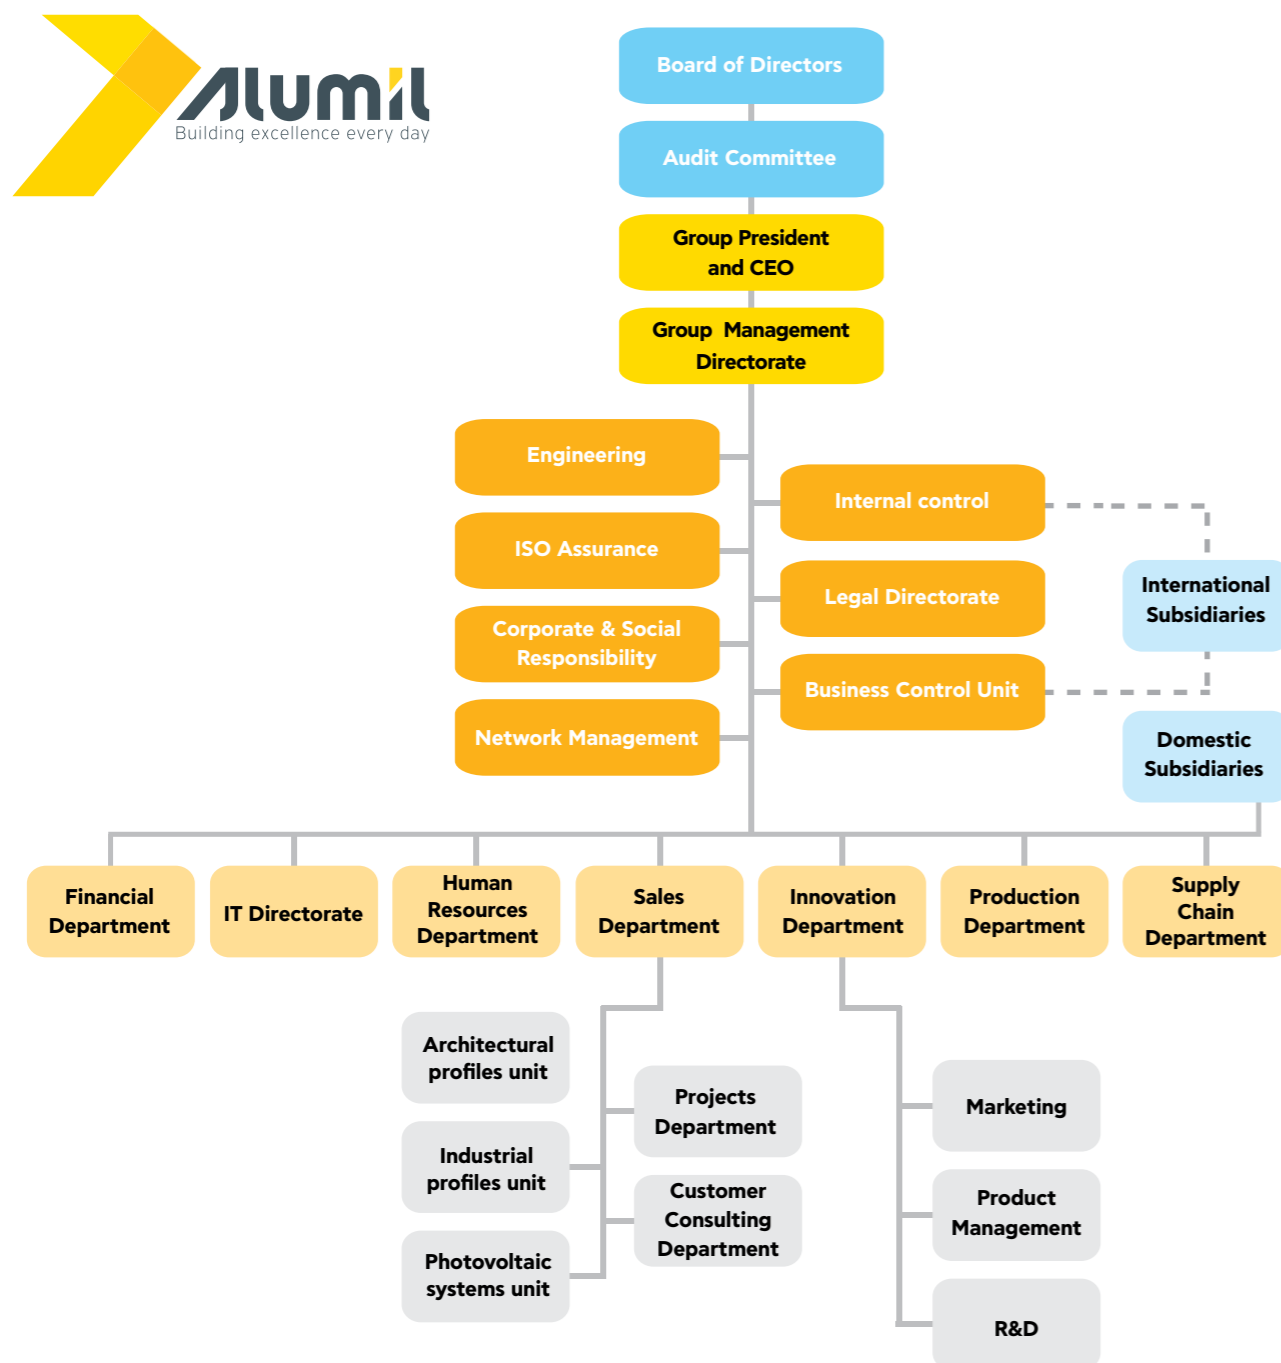 Alumil
Building excellence every day
Board of Directors
Audit Committee
Group President
and CEO
Group Management
Directorate
Engineering
Internal control
ISO Assurance
International
Subsidiaries
Legal Directorate
Corporate & Social
Responsibility
Business Control Unit
Network Management
Domestic
Subsidiaries
Financial
Department
IT Directorate
Human
Resources
Department
Sales
Department
Innovation
Department
Production
Department
Supply
Chain
Department
Architectural
profiles unit
Projects
Department
Marketing
Industrial
profiles unit
Customer
Consulting
Department
Product
Management
Photovoltaic
systems unit
R&D